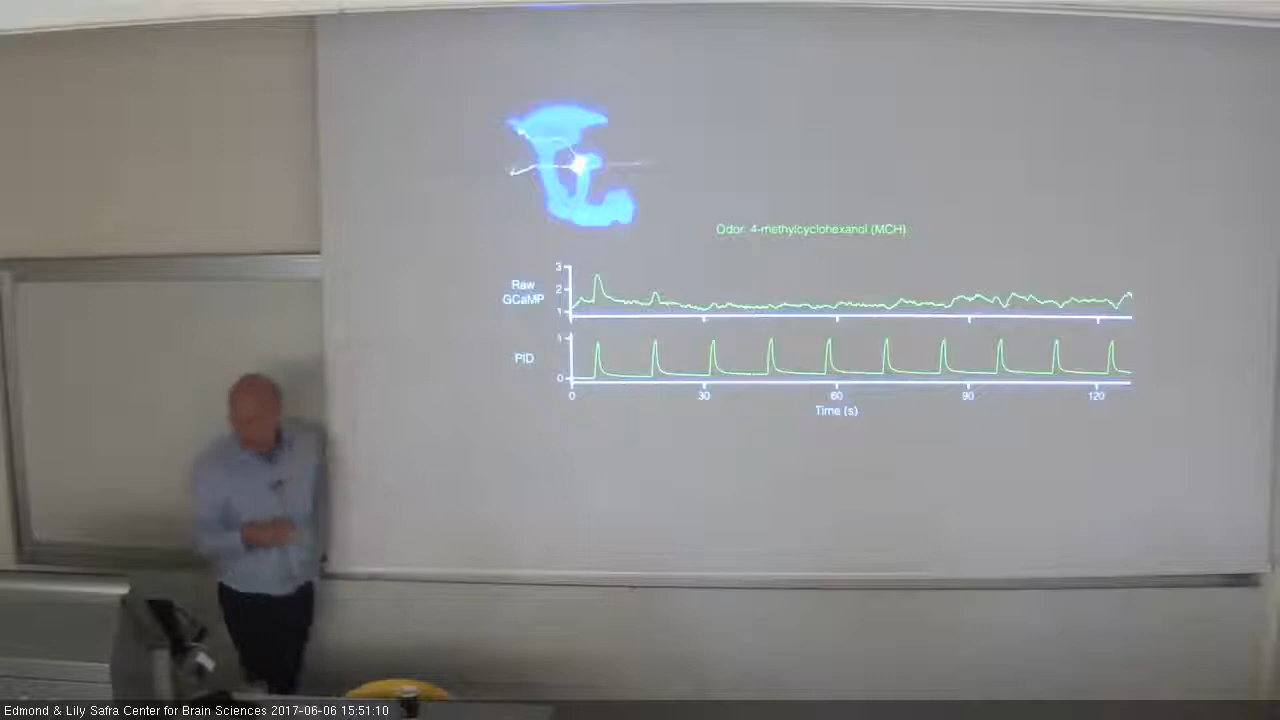 Odor: 4-methylcyclohexanol (MCH)
Raw
GCaMP
3
2
1
PID
1
0
0 30 60 90 120
Time (s)
Edmond & Lily Safra Center for Brain Sciences 2017-06-06 15:51:10